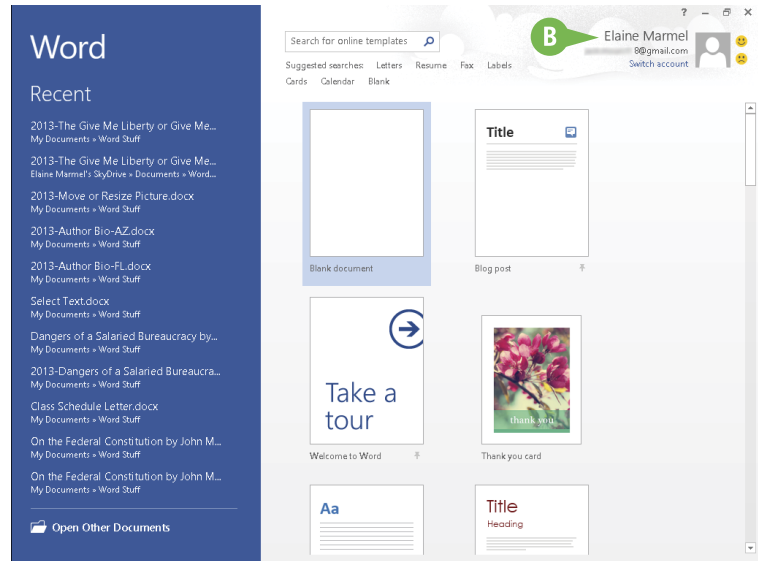 Word
Recent
2013-The Give Me Liberty or Give Me...
My Documents » Word Stuff
2013-The Give Me Liberty or Give Me...
Elaine Marmel's SkyDrive » Documents » Word...
2013-Move or Resize Picture.docx
My Documents » Word Stuff
2013-Author Bio-AZ.docx
My Documents » Word Stuff
2013-Author Bio-FL.docx
My Documents » Word Stuff
Select Text.docx
My Documents » Word Stuff
Dangers of a Salaried Bureaucracy by...
My Documents » Word Stuff
2013-Dangers of a Salaried Bureaucra...
My Documents » Word Stuff
Class Schedule Letter.docx
My Documents » Word Stuff
On the Federal Constitution by John M...
My Documents » Word Stuff
On the Federal Constitution by John M...
My Documents » Word Stuff
Open Other Documents
?
Search for online templates
B
Elaine Marmel
8@gmail.com
Switch account
Suggested searches: Letters Resume Fax Labels
Cards Calendar Blank
Title
Blank document
Blog post
Take a
tour
thank you
Welcome to Word
Thank you card
Aa
Title
Heading